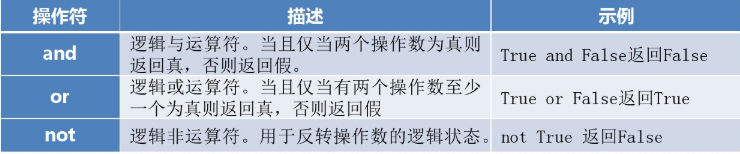 操作符 描述 示例
and 逻辑与运算符。当且仅当两个操作数为真则
返回真，否则返回假。 True and False返回False
or 逻辑或运算符。当且仅当有两个操作数至少
一个为真则返回真，否则返回假 True or False返回True
not 逻辑非运算符。用于反转操作数的逻辑状态。 not True 返回False